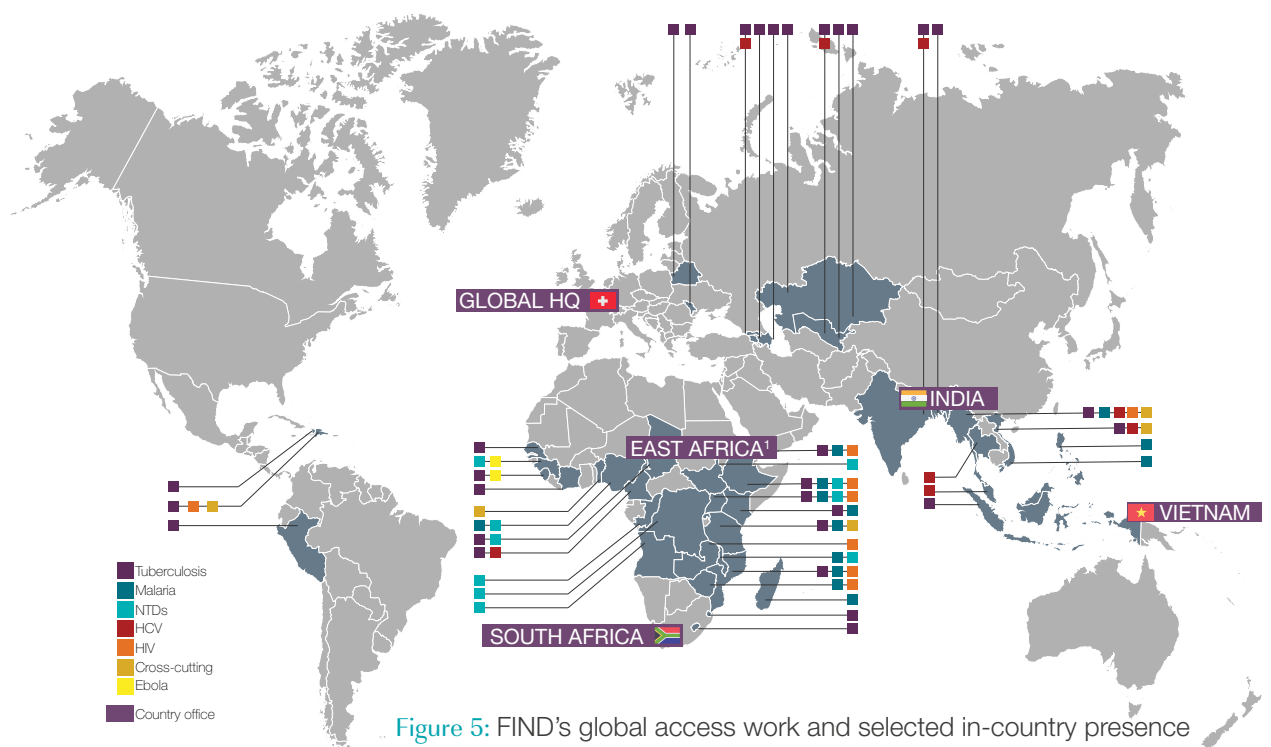 GLOBAL HQ
INDIA
EAST AFRICA¹
VIETNAM
Tuberculosis
Malaria
NTDs
HCV
HIV
Cross-cutting
Ebola
Country office
SOUTH AFRICA
Figure 5: FIND's global access work and selected in-country presence